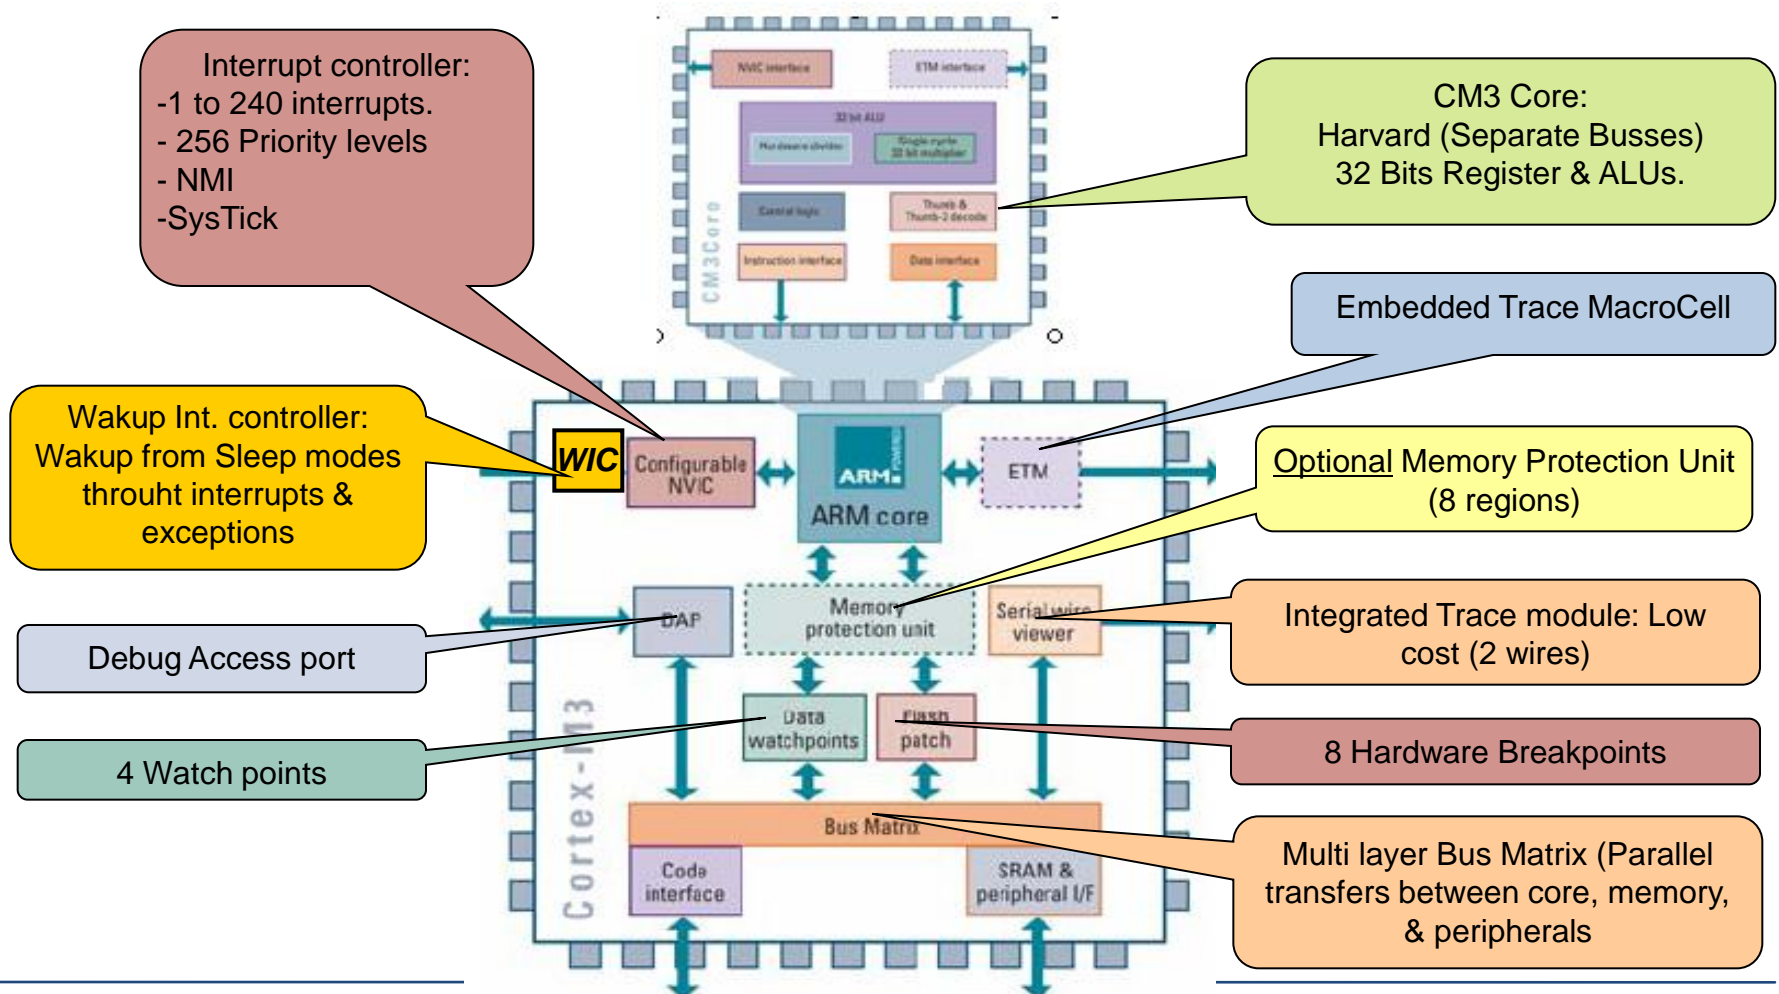 Interrupt controller:
-1 to 240 interrupts.
- 256 Priority levels
- NMI
-SysTick
NVIC interface
ETM interface
32 bit ALU
Hardware divider
Single cycle
32 bit multiplier
Control logic
Thumb &
Thumb-2 decode
Instruction interface
Data interface
CM3Core
CM3 Core:
Harvard (Separate Busses)
32 Bits Register & ALUs.
Embedded Trace MacroCell
Wakup Int. controller:
Wakup from Sleep modes
throuht interrupts &
exceptions
WIC
Configurable
NVIC
ARM
POWERED
ARM core
ETM
Optional Memory Protection Unit
(8 regions)
Debug Access port
DAP
Memory
protection unit
Serial wire
viewer
Integrated Trace module: Low
cost (2 wires)
4 Watch points
Data
watchpoints
Flash
patch
8 Hardware Breakpoints
Cortex-M3
Bus Matrix
Code
interface
SRAM &
peripheral I/F
Multi layer Bus Matrix (Parallel
transfers between core, memory,
& peripherals